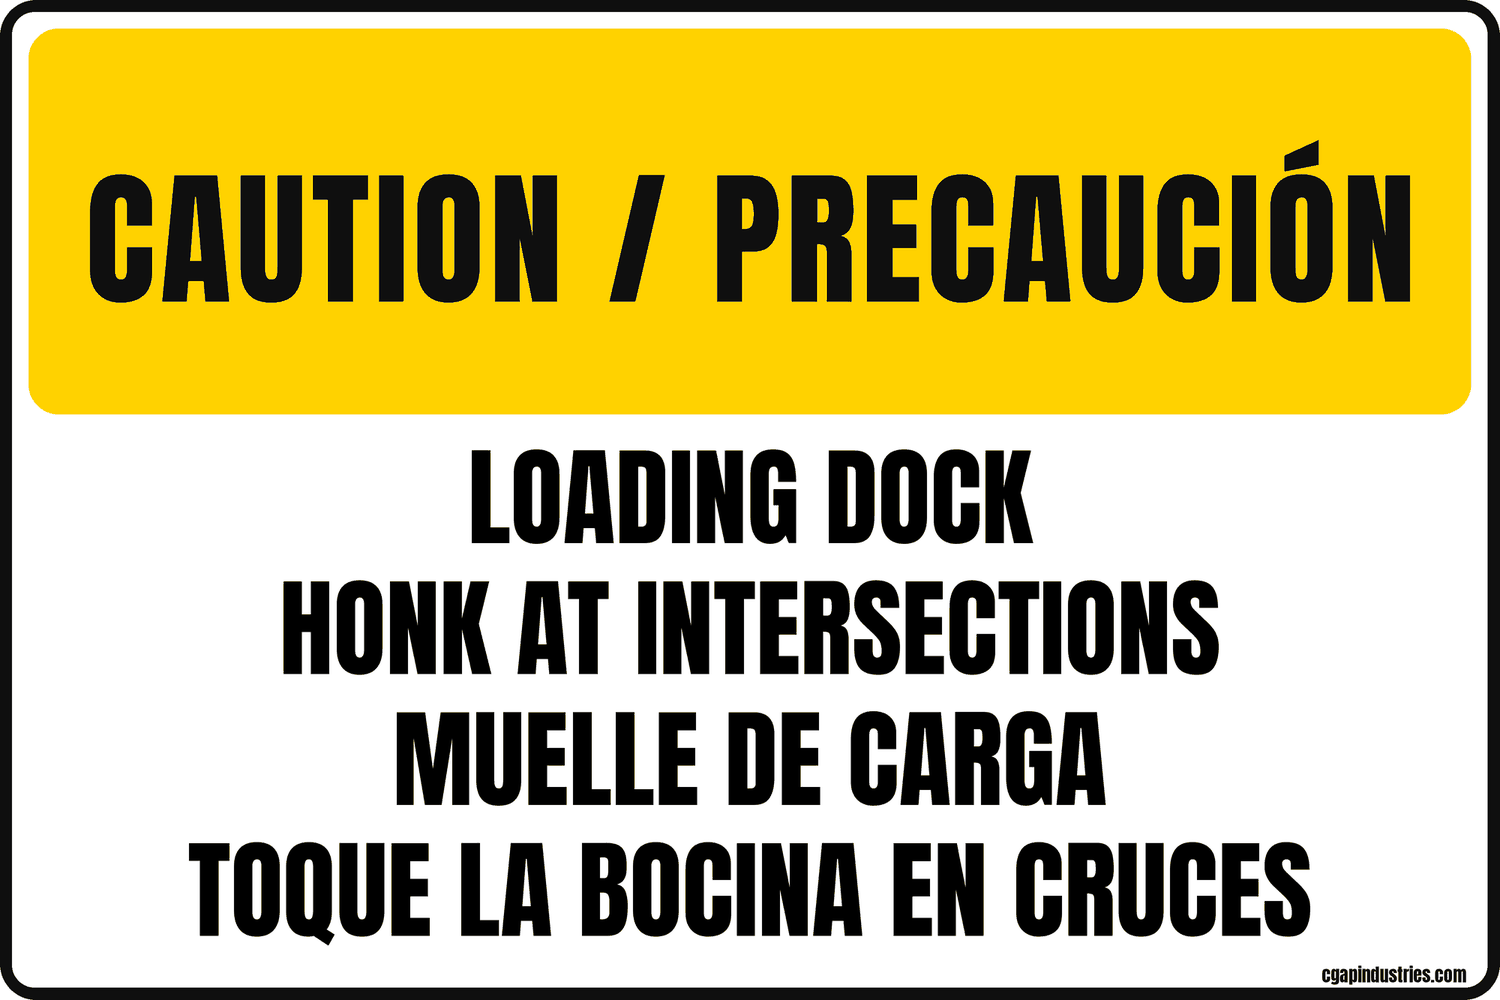 CAUTION / PRECAUCIÓN
LOADING DOCK
HONK AT INTERSECTIONS
MUELLE DE CARGA
TOQUE LA BOCINA EN CRUCES
cgapindustries.com